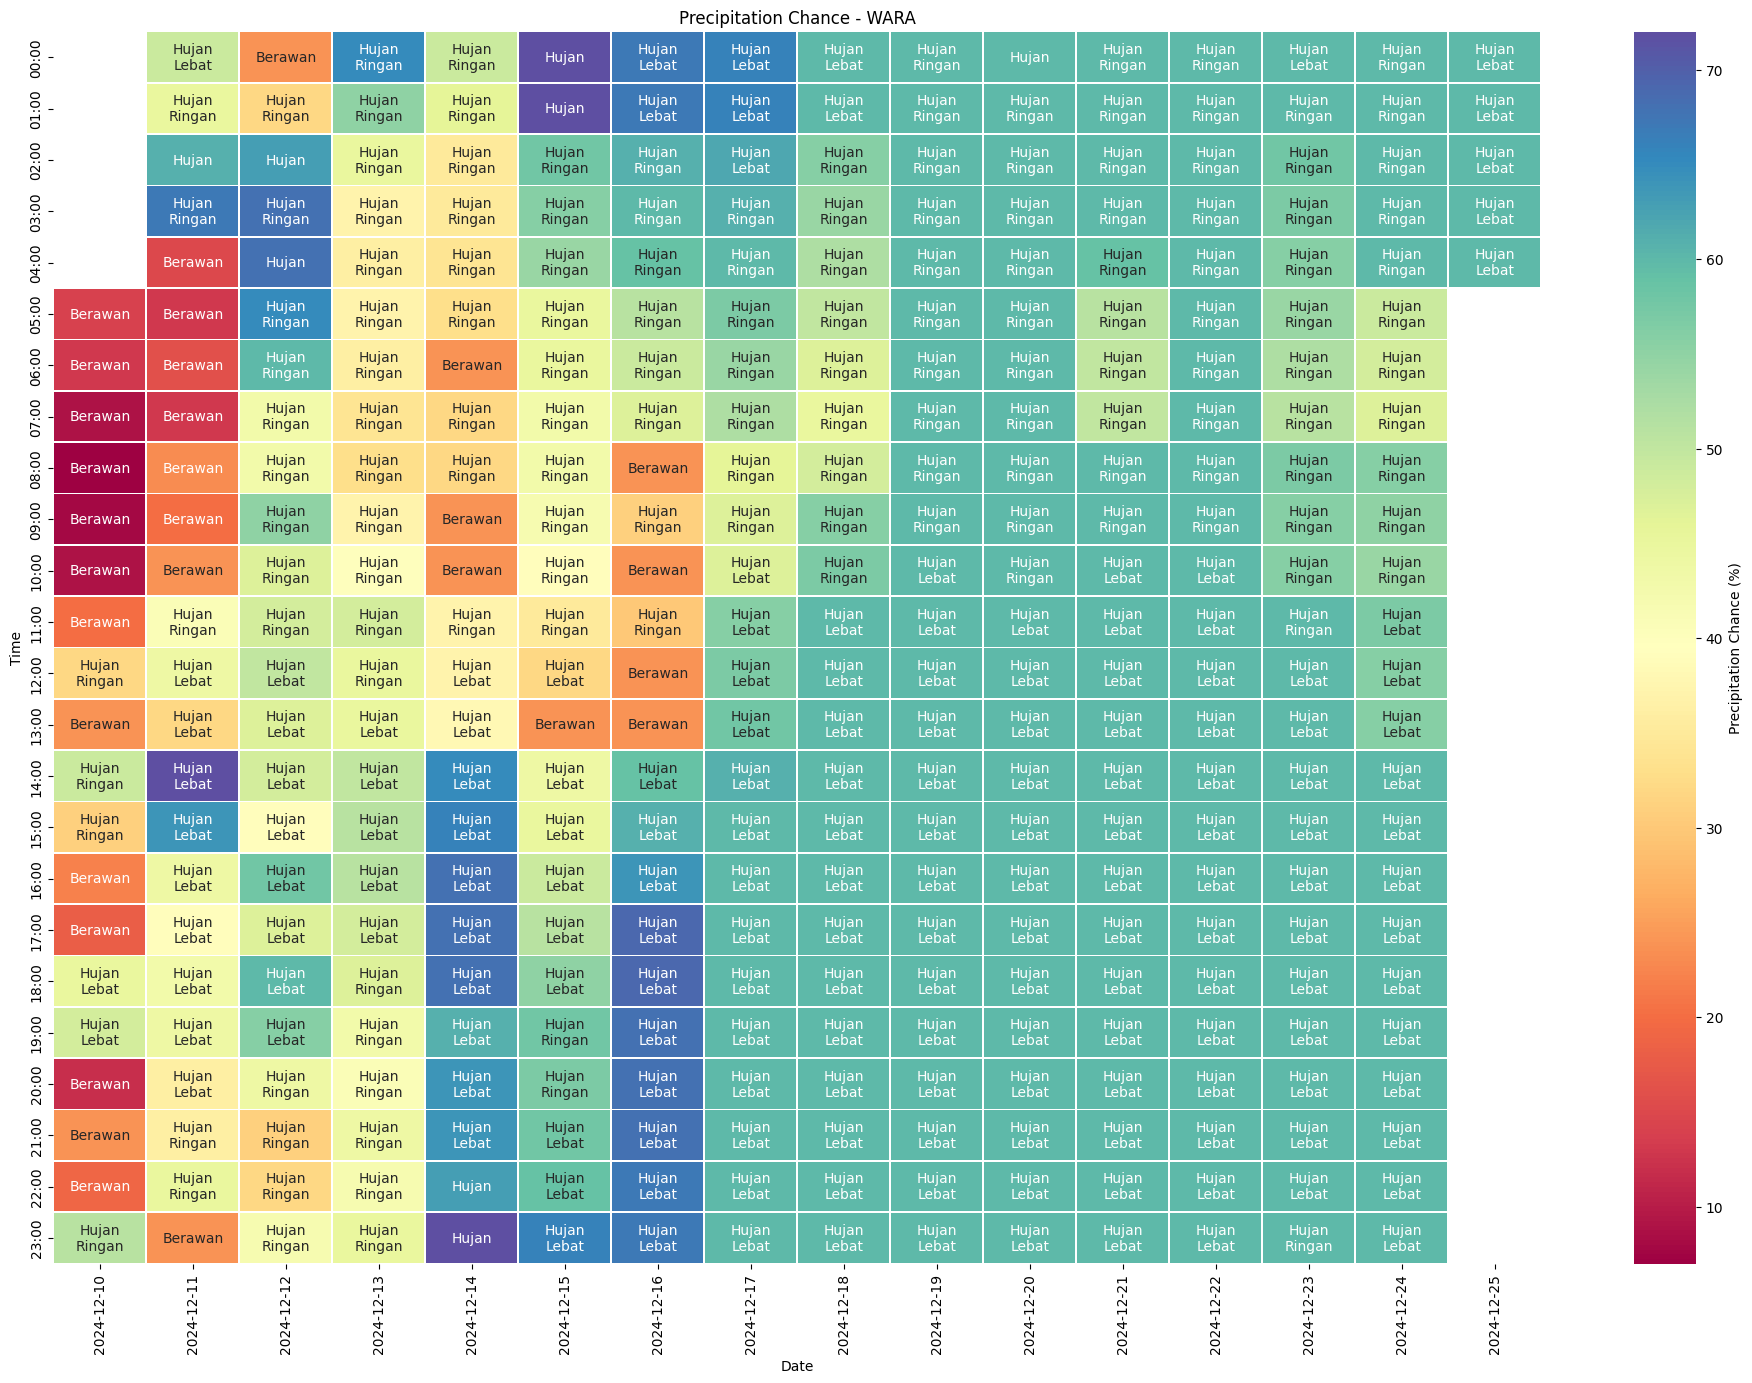 Precipitation Chance - WARA
00:00 Hujan Lebat Berawan Hujan Ringan Hujan Ringan Hujan Hujan Lebat Hujan Lebat Hujan Lebat Hujan Ringan Hujan Hujan Ringan Hujan Ringan Hujan Lebat Hujan Ringan Hujan Lebat
01:00 Hujan Ringan Hujan Ringan Hujan Ringan Hujan Ringan Hujan Hujan Lebat Hujan Lebat Hujan Lebat Hujan Ringan Hujan Ringan Hujan Ringan Hujan Ringan Hujan Ringan Hujan Ringan Hujan Lebat
02:00 Hujan Hujan Hujan Ringan Hujan Ringan Hujan Ringan Hujan Ringan Hujan Lebat Hujan Ringan Hujan Ringan Hujan Ringan Hujan Ringan Hujan Ringan Hujan Ringan Hujan Ringan Hujan Lebat
03:00 Hujan Ringan Hujan Ringan Hujan Ringan Hujan Ringan Hujan Ringan Hujan Ringan Hujan Ringan Hujan Ringan Hujan Ringan Hujan Ringan Hujan Ringan Hujan Ringan Hujan Ringan Hujan Ringan Hujan Lebat
04:00 Berawan Hujan Hujan Ringan Hujan Ringan Hujan Ringan Hujan Ringan Hujan Ringan Hujan Ringan Hujan Ringan Hujan Ringan Hujan Ringan Hujan Ringan Hujan Ringan Hujan Ringan Hujan Lebat
05:00 Berawan Berawan Hujan Ringan Hujan Ringan Hujan Ringan Hujan Ringan Hujan Ringan Hujan Ringan Hujan Ringan Hujan Ringan Hujan Ringan Hujan Ringan Hujan Ringan Hujan Ringan Hujan Ringan
06:00 Berawan Berawan Hujan Ringan Hujan Ringan Berawan Hujan Ringan Hujan Ringan Hujan Ringan Hujan Ringan Hujan Ringan Hujan Ringan Hujan Ringan Hujan Ringan Hujan Ringan Hujan Ringan
07:00 Berawan Berawan Hujan Ringan Hujan Ringan Hujan Ringan Hujan Ringan Hujan Ringan Hujan Ringan Hujan Ringan Hujan Ringan Hujan Ringan Hujan Ringan Hujan Ringan Hujan Ringan Hujan Ringan
08:00 Berawan Berawan Hujan Ringan Hujan Ringan Hujan Ringan Hujan Ringan Berawan Hujan Ringan Hujan Ringan Hujan Ringan Hujan Ringan Hujan Ringan Hujan Ringan Hujan Ringan Hujan Ringan
09:00 Berawan Berawan Hujan Ringan Hujan Ringan Berawan Hujan Ringan Hujan Ringan Hujan Ringan Hujan Ringan Hujan Ringan Hujan Ringan Hujan Ringan Hujan Ringan Hujan Ringan Hujan Ringan
10:00 Berawan Berawan Hujan Ringan Hujan Ringan Berawan Hujan Ringan Berawan Hujan Lebat Hujan Ringan Hujan Lebat Hujan Ringan Hujan Lebat Hujan Lebat Hujan Ringan Hujan Ringan
11:00 Berawan Hujan Ringan Hujan Ringan Hujan Ringan Hujan Ringan Hujan Ringan Hujan Ringan Hujan Lebat Hujan Lebat Hujan Lebat Hujan Lebat Hujan Lebat Hujan Lebat Hujan Ringan Hujan Lebat
12:00 Hujan Ringan Hujan Lebat Hujan Lebat Hujan Ringan Hujan Lebat Hujan Lebat Berawan Hujan Lebat Hujan Lebat Hujan Lebat Hujan Lebat Hujan Lebat Hujan Lebat Hujan Lebat Hujan Lebat
13:00 Berawan Hujan Lebat Hujan Lebat Hujan Lebat Hujan Lebat Berawan Berawan Hujan Lebat Hujan Lebat Hujan Lebat Hujan Lebat Hujan Lebat Hujan Lebat Hujan Lebat Hujan Lebat
14:00 Hujan Ringan Hujan Lebat Hujan Lebat Hujan Lebat Hujan Lebat Hujan Lebat Hujan Lebat Hujan Lebat Hujan Lebat Hujan Lebat Hujan Lebat Hujan Lebat Hujan Lebat Hujan Lebat Hujan Lebat
15:00 Hujan Ringan Hujan Lebat Hujan Lebat Hujan Lebat Hujan Lebat Hujan Lebat Hujan Lebat Hujan Lebat Hujan Lebat Hujan Lebat Hujan Lebat Hujan Lebat Hujan Lebat Hujan Lebat Hujan Lebat
16:00 Berawan Hujan Lebat Hujan Lebat Hujan Lebat Hujan Lebat Hujan Lebat Hujan Lebat Hujan Lebat Hujan Lebat Hujan Lebat Hujan Lebat Hujan Lebat Hujan Lebat Hujan Lebat Hujan Lebat
17:00 Berawan Hujan Lebat Hujan Lebat Hujan Lebat Hujan Lebat Hujan Lebat Hujan Lebat Hujan Lebat Hujan Lebat Hujan Lebat Hujan Lebat Hujan Lebat Hujan Lebat Hujan Lebat Hujan Lebat
18:00 Hujan Lebat Hujan Lebat Hujan Lebat Hujan Ringan Hujan Lebat Hujan Lebat Hujan Lebat Hujan Lebat Hujan Lebat Hujan Lebat Hujan Lebat Hujan Lebat Hujan Lebat Hujan Lebat Hujan Lebat
19:00 Hujan Lebat Hujan Lebat Hujan Lebat Hujan Ringan Hujan Lebat Hujan Ringan Hujan Lebat Hujan Lebat Hujan Lebat Hujan Lebat Hujan Lebat Hujan Lebat Hujan Lebat Hujan Lebat Hujan Lebat
20:00 Berawan Hujan Lebat Hujan Ringan Hujan Ringan Hujan Lebat Hujan Ringan Hujan Lebat Hujan Lebat Hujan Lebat Hujan Lebat Hujan Lebat Hujan Lebat Hujan Lebat Hujan Lebat Hujan Lebat
21:00 Berawan Hujan Ringan Hujan Ringan Hujan Ringan Hujan Lebat Hujan Lebat Hujan Lebat Hujan Lebat Hujan Lebat Hujan Lebat Hujan Lebat Hujan Lebat Hujan Lebat Hujan Lebat Hujan Lebat
22:00 Berawan Hujan Ringan Hujan Ringan Hujan Ringan Hujan Hujan Lebat Hujan Lebat Hujan Lebat Hujan Lebat Hujan Lebat Hujan Lebat Hujan Lebat Hujan Lebat Hujan Lebat Hujan Lebat
23:00 Hujan Ringan Berawan Hujan Ringan Hujan Ringan Hujan Hujan Lebat Hujan Lebat Hujan Lebat Hujan Lebat Hujan Lebat Hujan Lebat Hujan Lebat Hujan Lebat Hujan Ringan Hujan Lebat
Time
2024-12-10 2024-12-11 2024-12-12 2024-12-13 2024-12-14 2024-12-15 2024-12-16 2024-12-17 2024-12-18 2024-12-19 2024-12-20 2024-12-21 2024-12-22 2024-12-23 2024-12-24 2024-12-25
Date
70
60
50
40
30
20
10
Precipitation Chance (%)